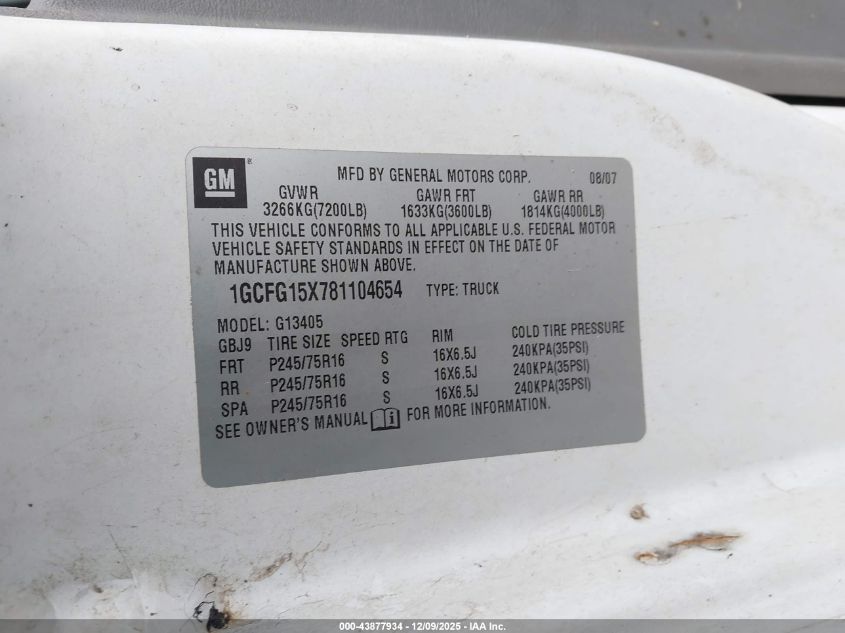 GM ® MFD BY GENERAL MOTORS CORP. 08/07
GVWR GAWR FRT GAWR RR
3266KG(7200LB) 1633KG(3600LB) 1814KG(4000LB)
THIS VEHICLE CONFORMS TO ALL APPLICABLE U.S. FEDERAL MOTOR
VEHICLE SAFETY STANDARDS IN EFFECT ON THE DATE OF
MANUFACTURE SHOWN ABOVE.
1GCFG15X781104654 TYPE: TRUCK
MODEL: G13405
GBJ9 TIRE SIZE SPEED RTG RIM COLD TIRE PRESSURE
FRT P245/75R16 S 16X6.5J 240KPA(35PSI)
RR P245/75R16 S 16X6.5J 240KPA(35PSI)
SPA P245/75R16 S 16X6.5J 240KPA(35PSI)
SEE OWNER'S MANUAL i FOR MORE INFORMATION.
000-43877934 - 12/09/2025 - IAA Inc.